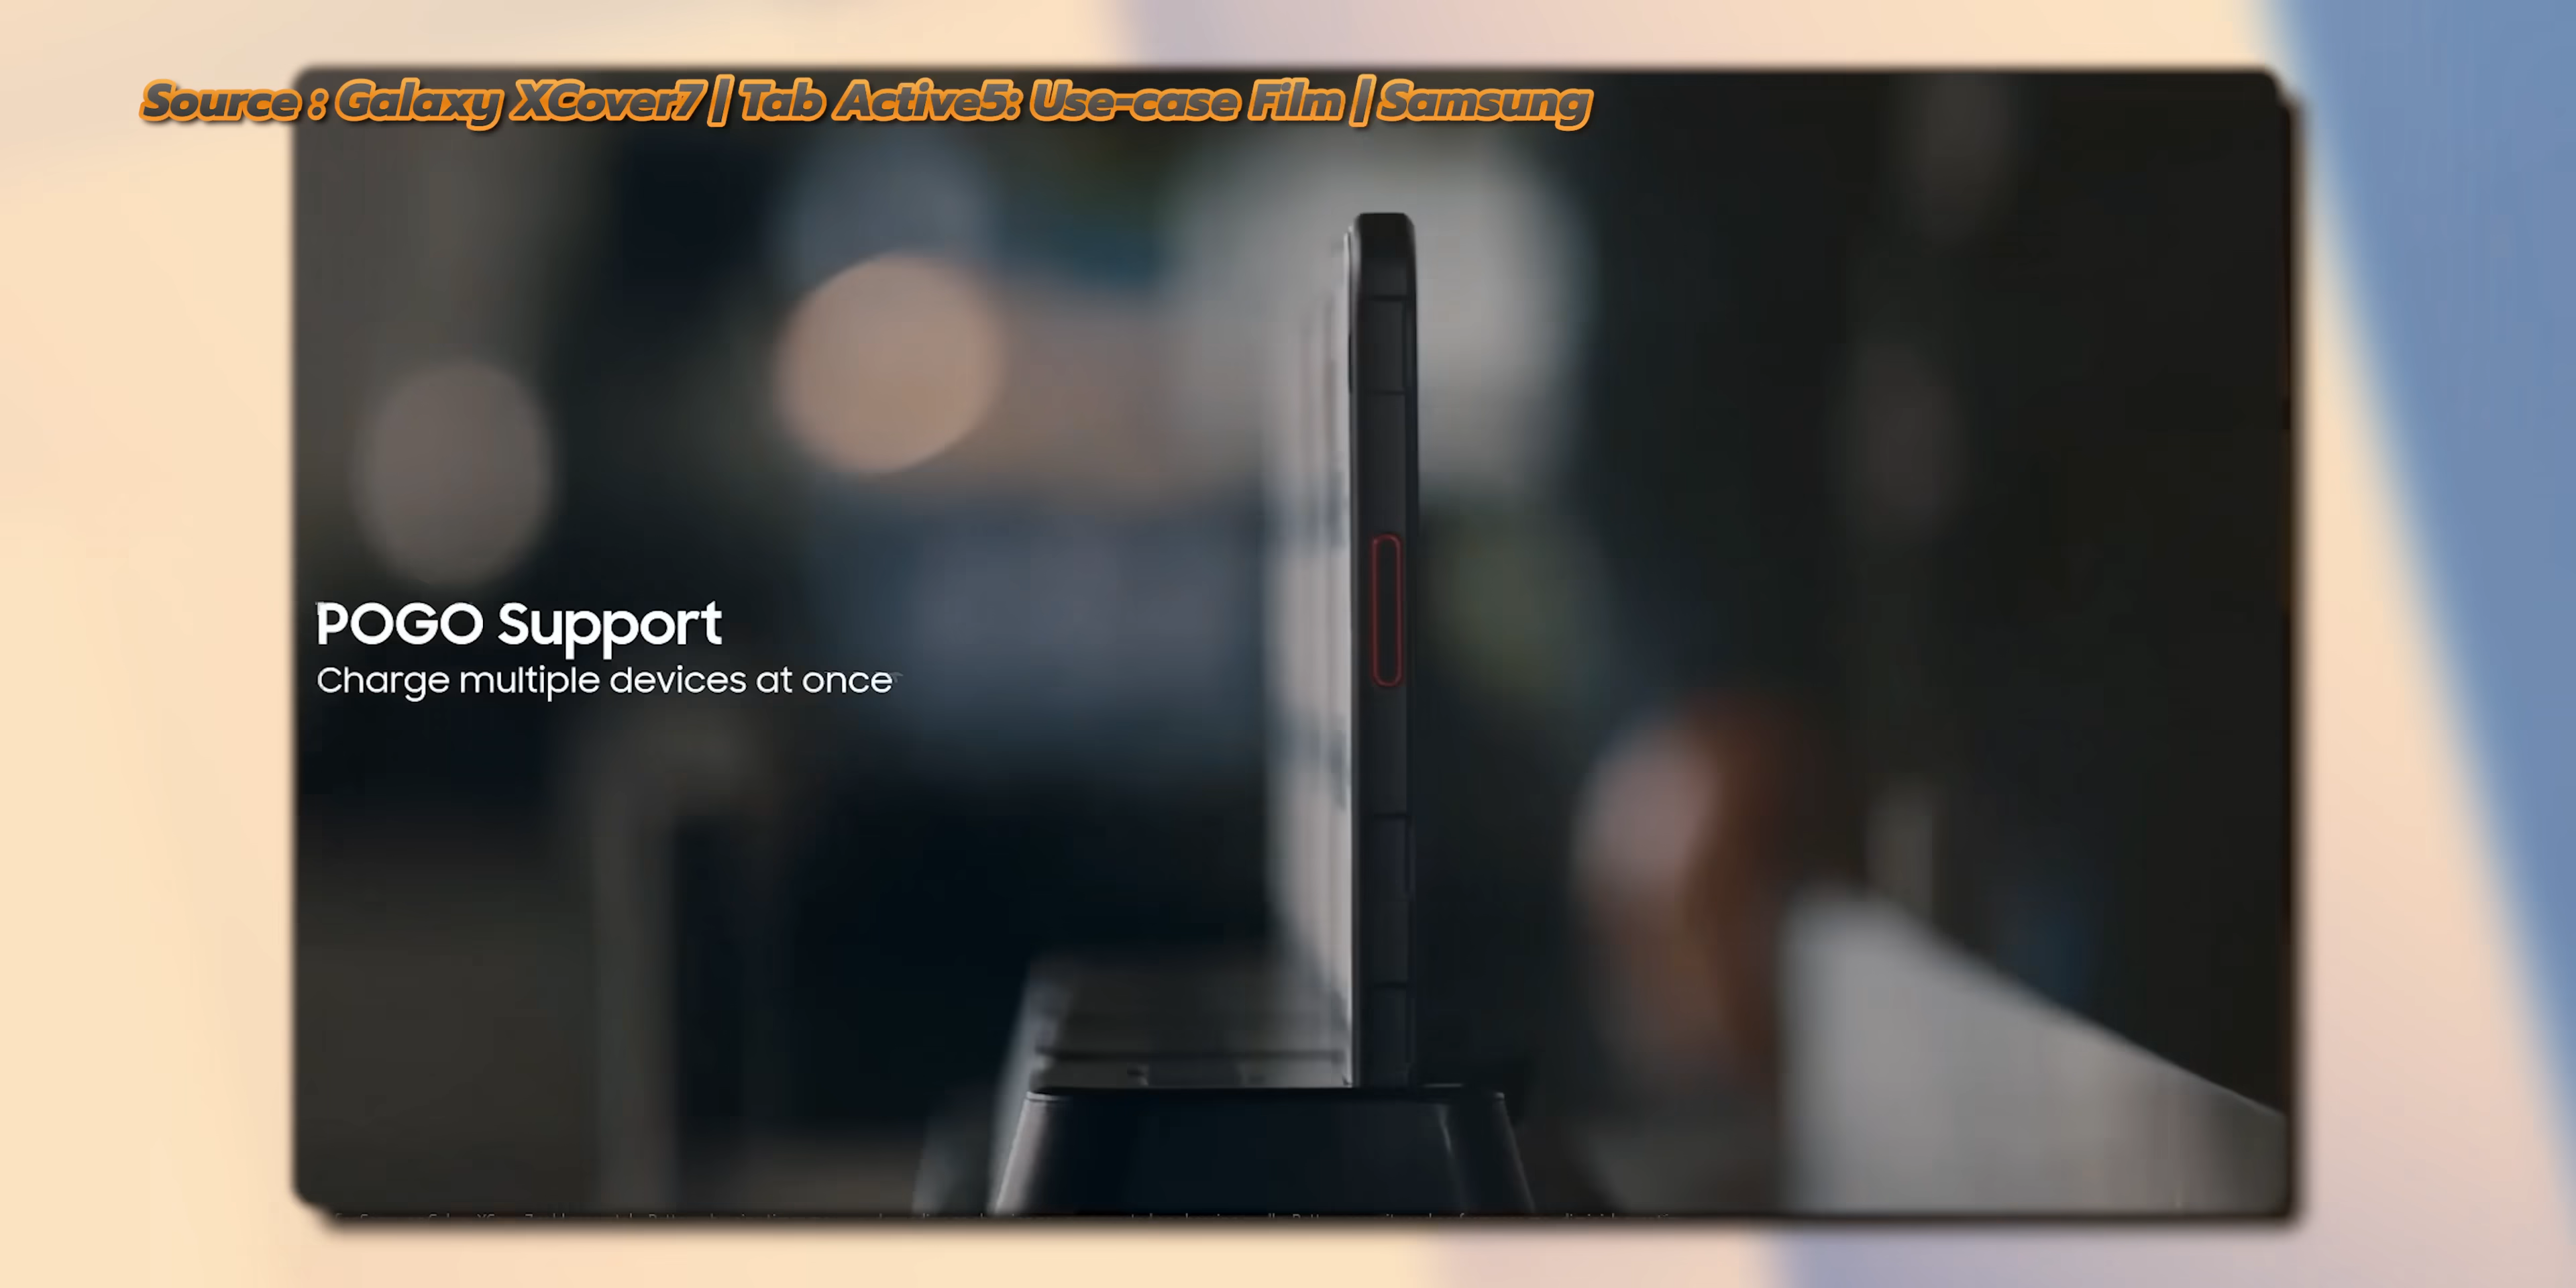 Source : Galaxy XCover7 | Tab Active5: Use-case Film | Samsung
POGO Support
Charge multiple devices at once